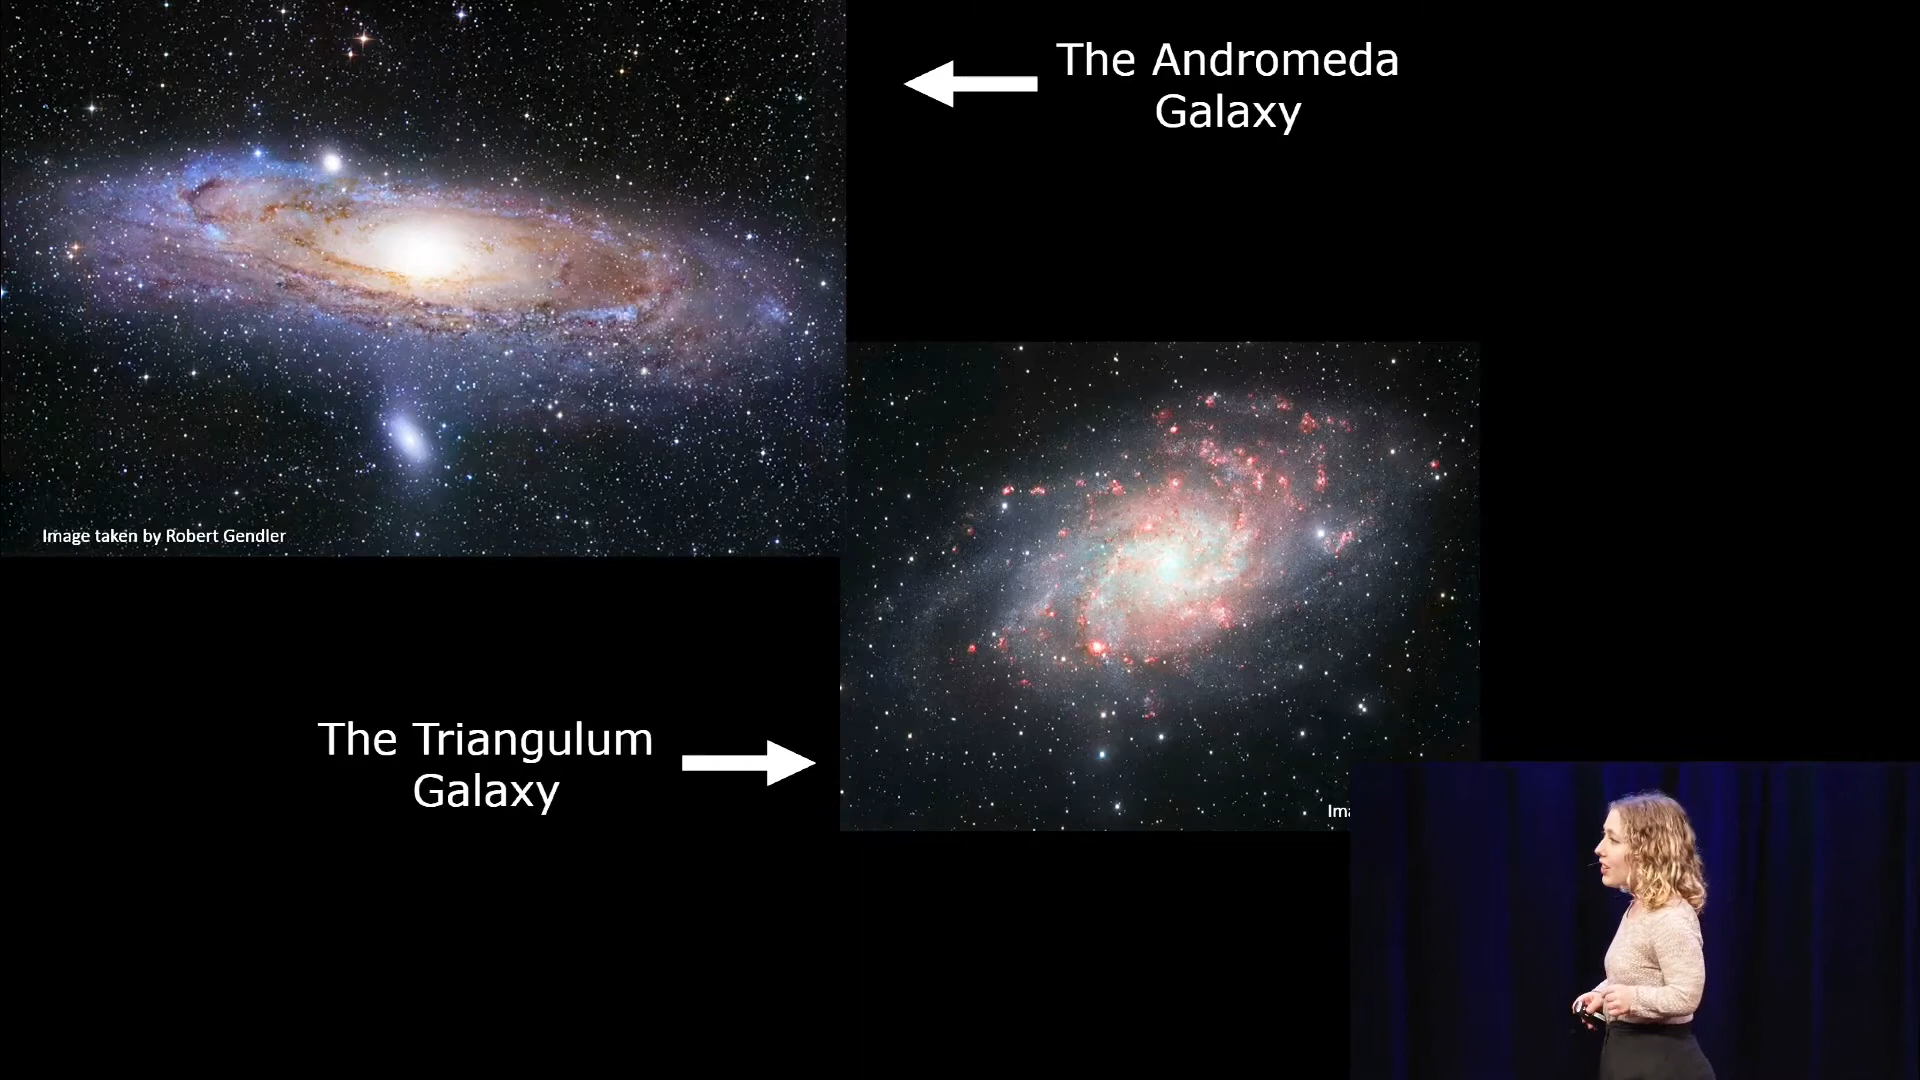 The Andromeda
Galaxy
Image taken by Robert Gendler
The Triangulum
Galaxy